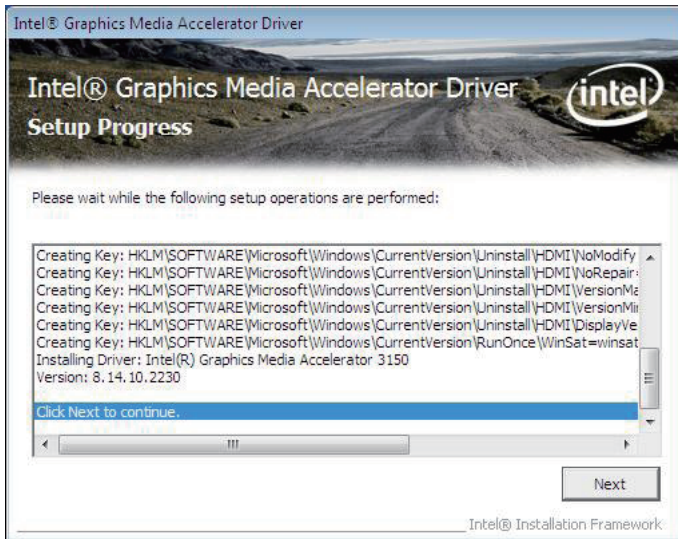 Intel® Graphics Media Accelerator Driver
Intel® Graphics Media Accelerator Driver
intel
Setup Progress
Please wait while the following setup operations are performed:
Creating Key: HKLM\SOFTWARE\Microsoft\Windows\CurrentVersion\Uninstall\HDMI\NoModify
Creating Key: HKLM\SOFTWARE\Microsoft\Windows\CurrentVersion\Uninstall\HDMI\NoRepair=
Creating Key: HKLM\SOFTWARE\Microsoft\Windows\CurrentVersion\Uninstall\HDMI\VersionMa
Creating Key: HKLM\SOFTWARE\Microsoft\Windows\CurrentVersion\Uninstall\HDMI\VersionMi
Creating Key: HKLM\SOFTWARE\Microsoft\Windows\CurrentVersion\Uninstall\HDMI\DisplayVe
Creating Key: HKLM\SOFTWARE\Microsoft\Windows\CurrentVersion\RunOnce\WinSat=winsat
Installing Driver: Intel(R) Graphics Media Accelerator 3150
Version: 8.14.10.2230
Click Next to continue.
Next
Intel® Installation Framework